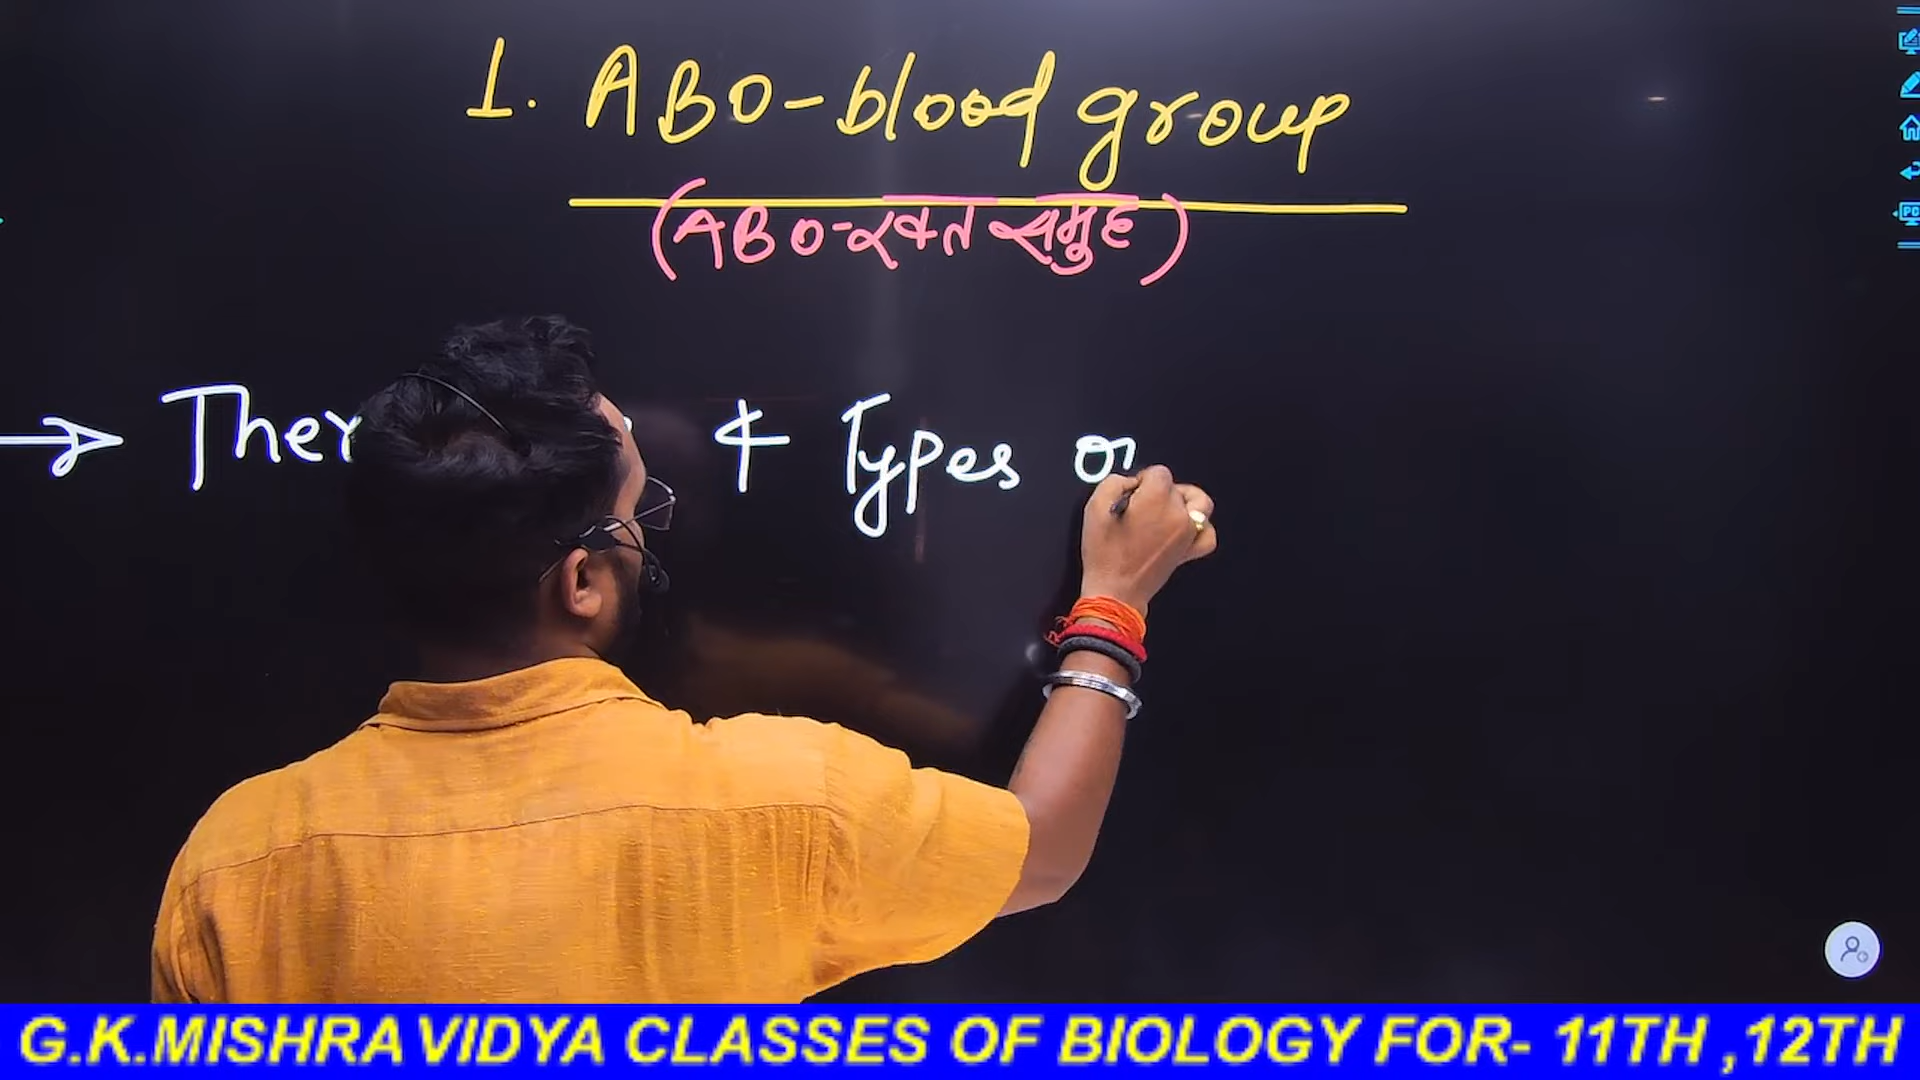 1. ABO-blood group
(ABO-रक्त समुह)
→ Ther 4 Types
G.K.MISHRA VIDYA CLASSES OF BIOLOGY FOR- 11TH ,12TH